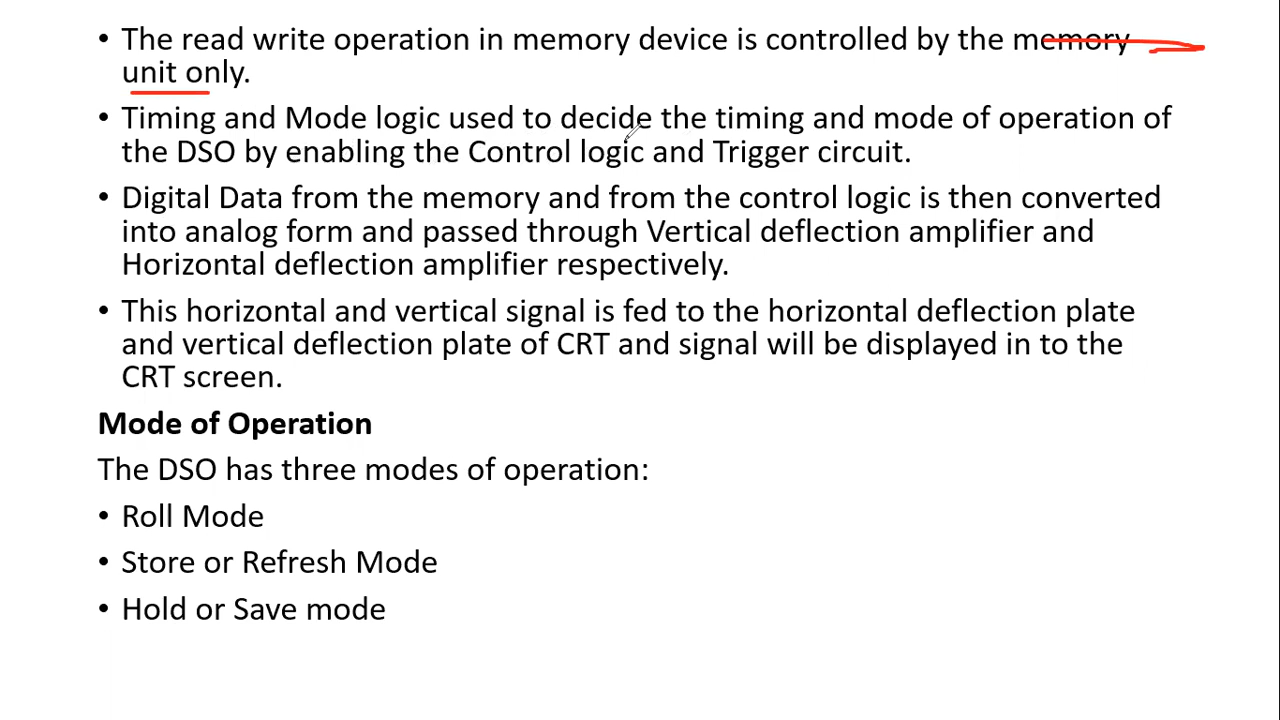 • The read write operation in memory device is controlled by the memory
unit only.
• Timing and Mode logic used to decide the timing and mode of operation of
the DSO by enabling the Control logic and Trigger circuit.
• Digital Data from the memory and from the control logic is then converted
into analog form and passed through Vertical deflection amplifier and
Horizontal deflection amplifier respectively.
• This horizontal and vertical signal is fed to the horizontal deflection plate
and vertical deflection plate of CRT and signal will be displayed in to the
CRT screen.
Mode of Operation
The DSO has three modes of operation:
• Roll Mode
• Store or Refresh Mode
• Hold or Save mode